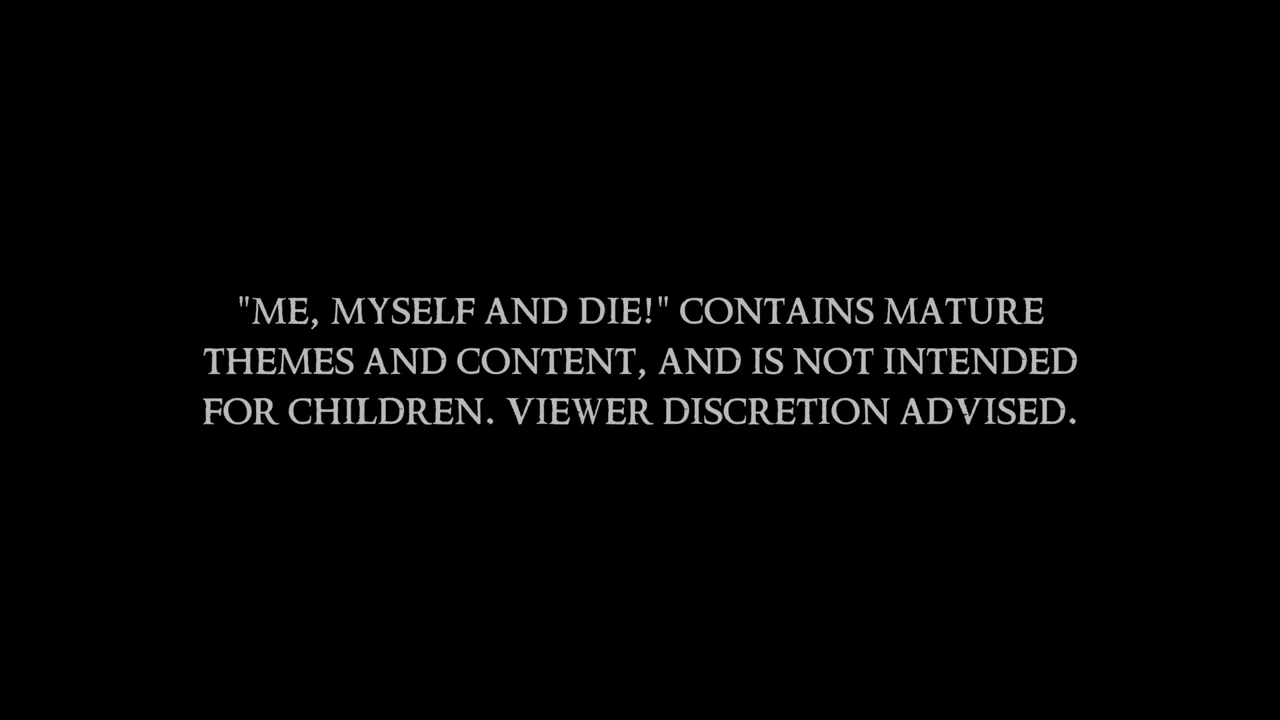 "ME, MYSELF AND DIE!" CONTAINS MATURE
THEMES AND CONTENT, AND IS NOT INTENDED
FOR CHILDREN. VIEWER DISCRETION ADVISED.